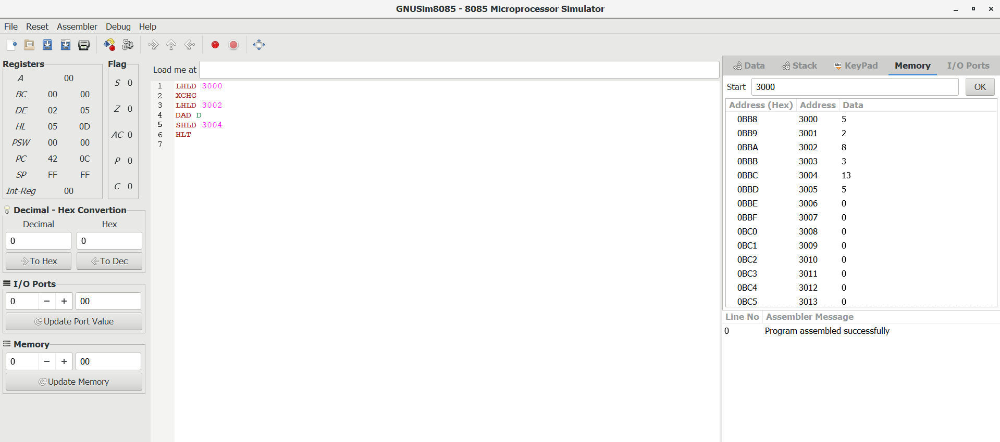 GNUSim8085 - 8085 Microprocessor Simulator
File Reset Assembler Debug Help
Registers
A 00
BC 00 00
DE 02 05
HL 05 0D
PSW 00 00
PC 42 0C
SP FF FF
Int-Reg 00
Flag
S 0
Z 0
AC 0
P 0
C 0
Decimal - Hex Convertion
Decimal Hex
0 0
To Hex To Dec
I/O Ports
0 − + 00
Update Port Value
Memory
0 − + 00
Update Memory
Load me at
1 LHLD 3000
2 XCHG
3 LHLD 3002
4 DAD D
5 SHLD 3004
6 HLT
7
Data Stack Abc KeyPad Memory I/O Ports
Start 3000 OK
Address (Hex) Address Data
0BB8 3000 5
0BB9 3001 2
0BBA 3002 8
0BBB 3003 3
0BBC 3004 13
0BBD 3005 5
0BBE 3006 0
0BBF 3007 0
0BC0 3008 0
0BC1 3009 0
0BC2 3010 0
0BC3 3011 0
0BC4 3012 0
0BC5 3013 0
Line No Assembler Message
0 Program assembled successfully